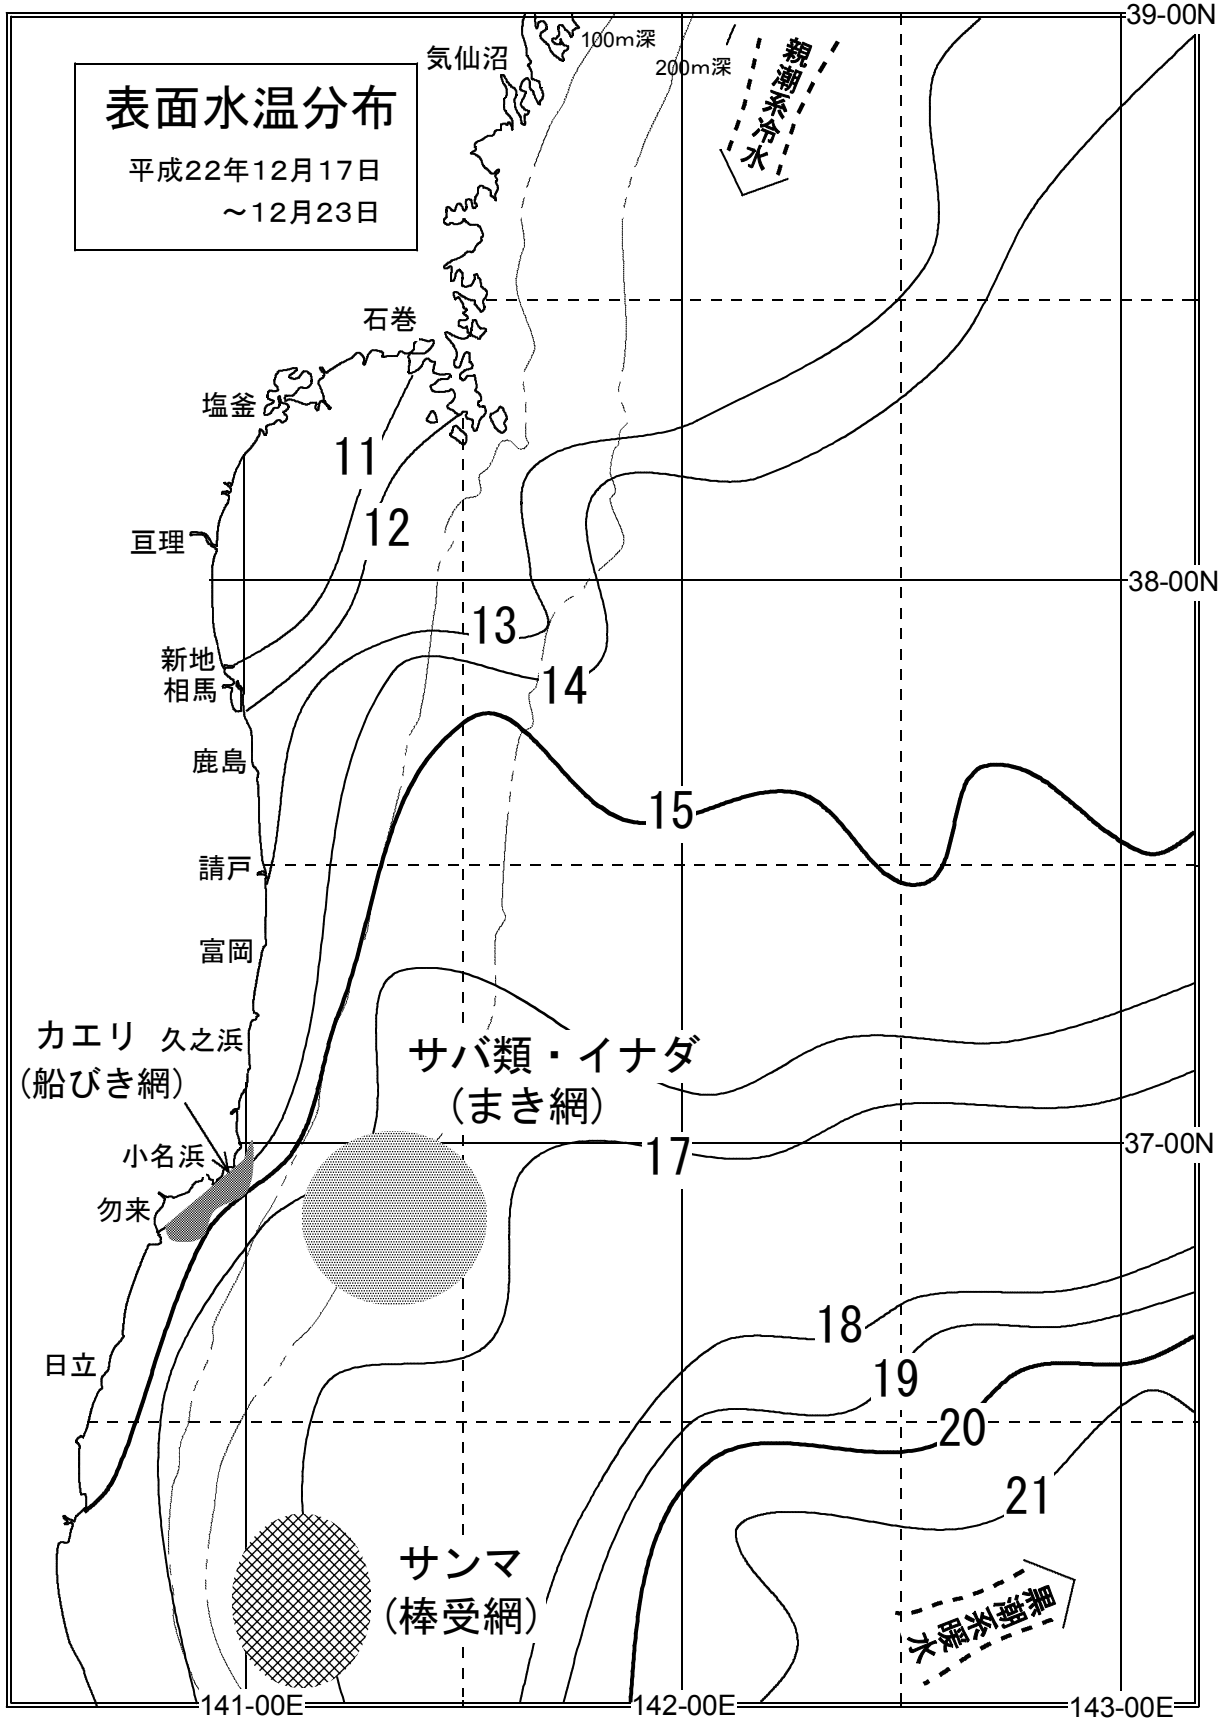 39-00N
気仙沼
100m深
200m深
親潮系冷水
表面水温分布
平成22年12月17日
～12月23日
石巻
塩釜
11
12
亘理
38-00N
13
新地
14
相馬
鹿島
15
請戸
富岡
カエリ
(船びき網)
久之浜
サバ類・イナダ
(まき網)
小名浜
17
37-00N
勿来
18
日立
19
20
21
サンマ
(棒受網)
黒潮系暖水
141-00E
142-00E
143-00E